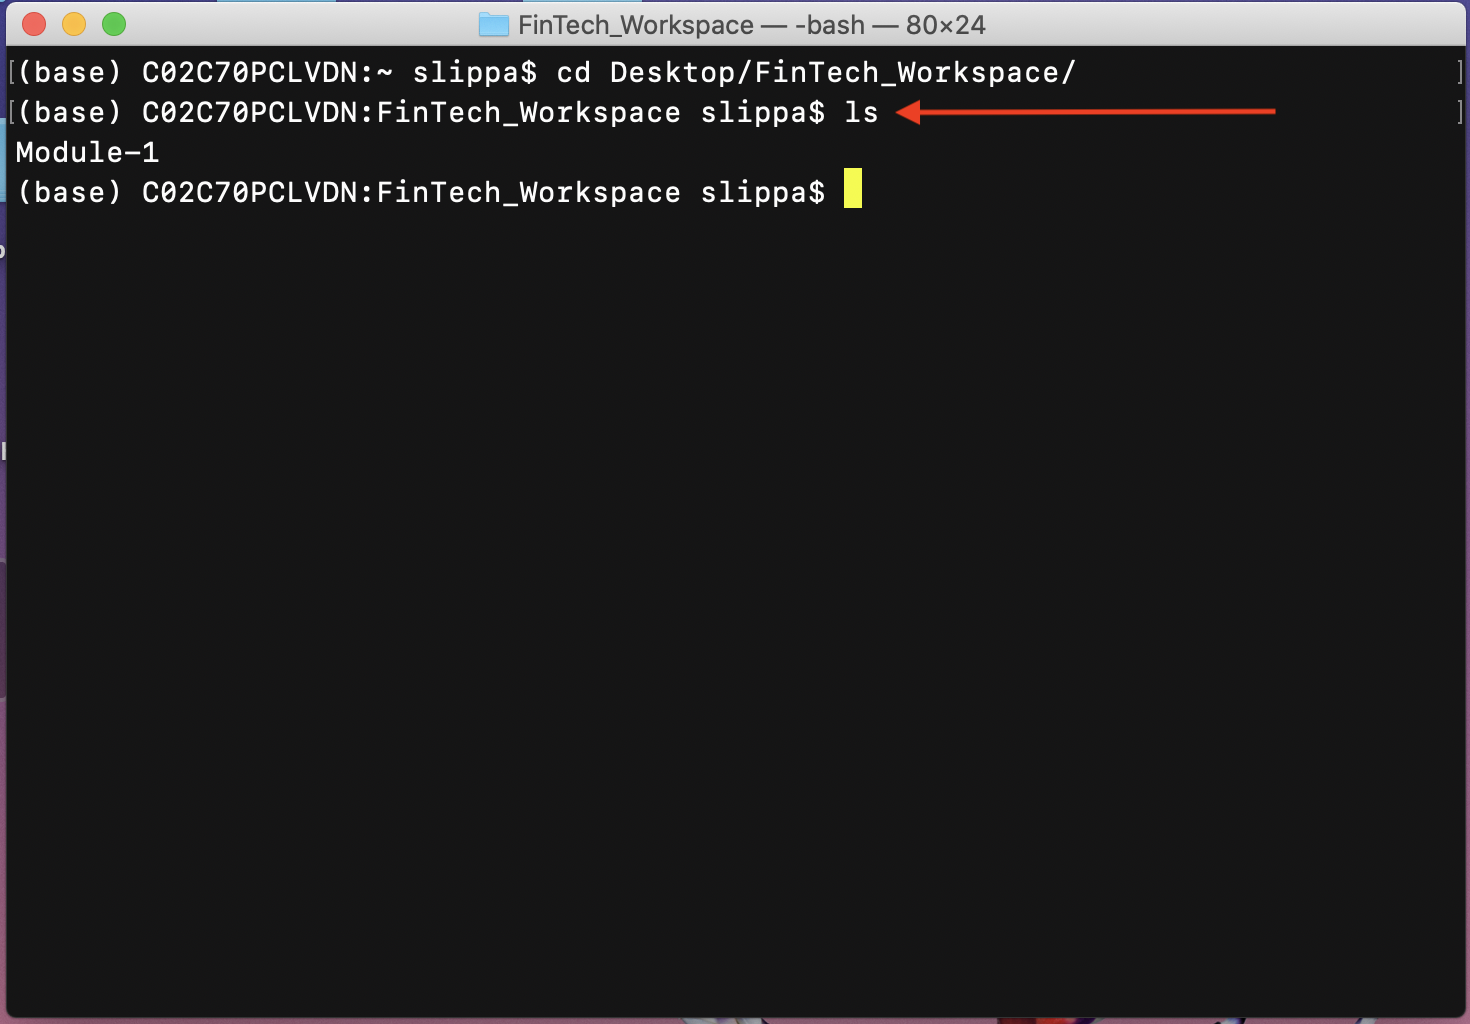 FinTech_Workspace — -bash — 80×24
[(base) C02C70PCLVDN:~ slippa$ cd Desktop/FinTech_Workspace/ ]
[(base) C02C70PCLVDN:FinTech_Workspace slippa$ ls ]
Module-1
(base) C02C70PCLVDN:FinTech_Workspace slippa$